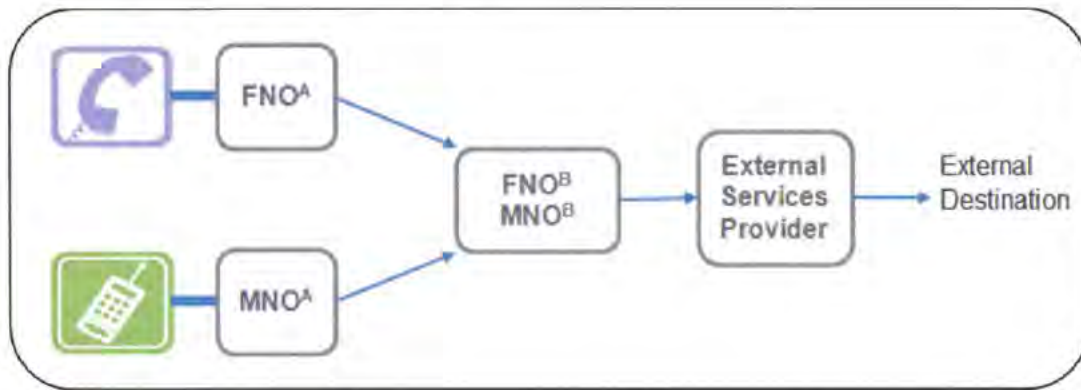 FNOᴬ
MNOᴬ
FNOᴮ
MNOᴮ
External
Services
Provider
External
Destination